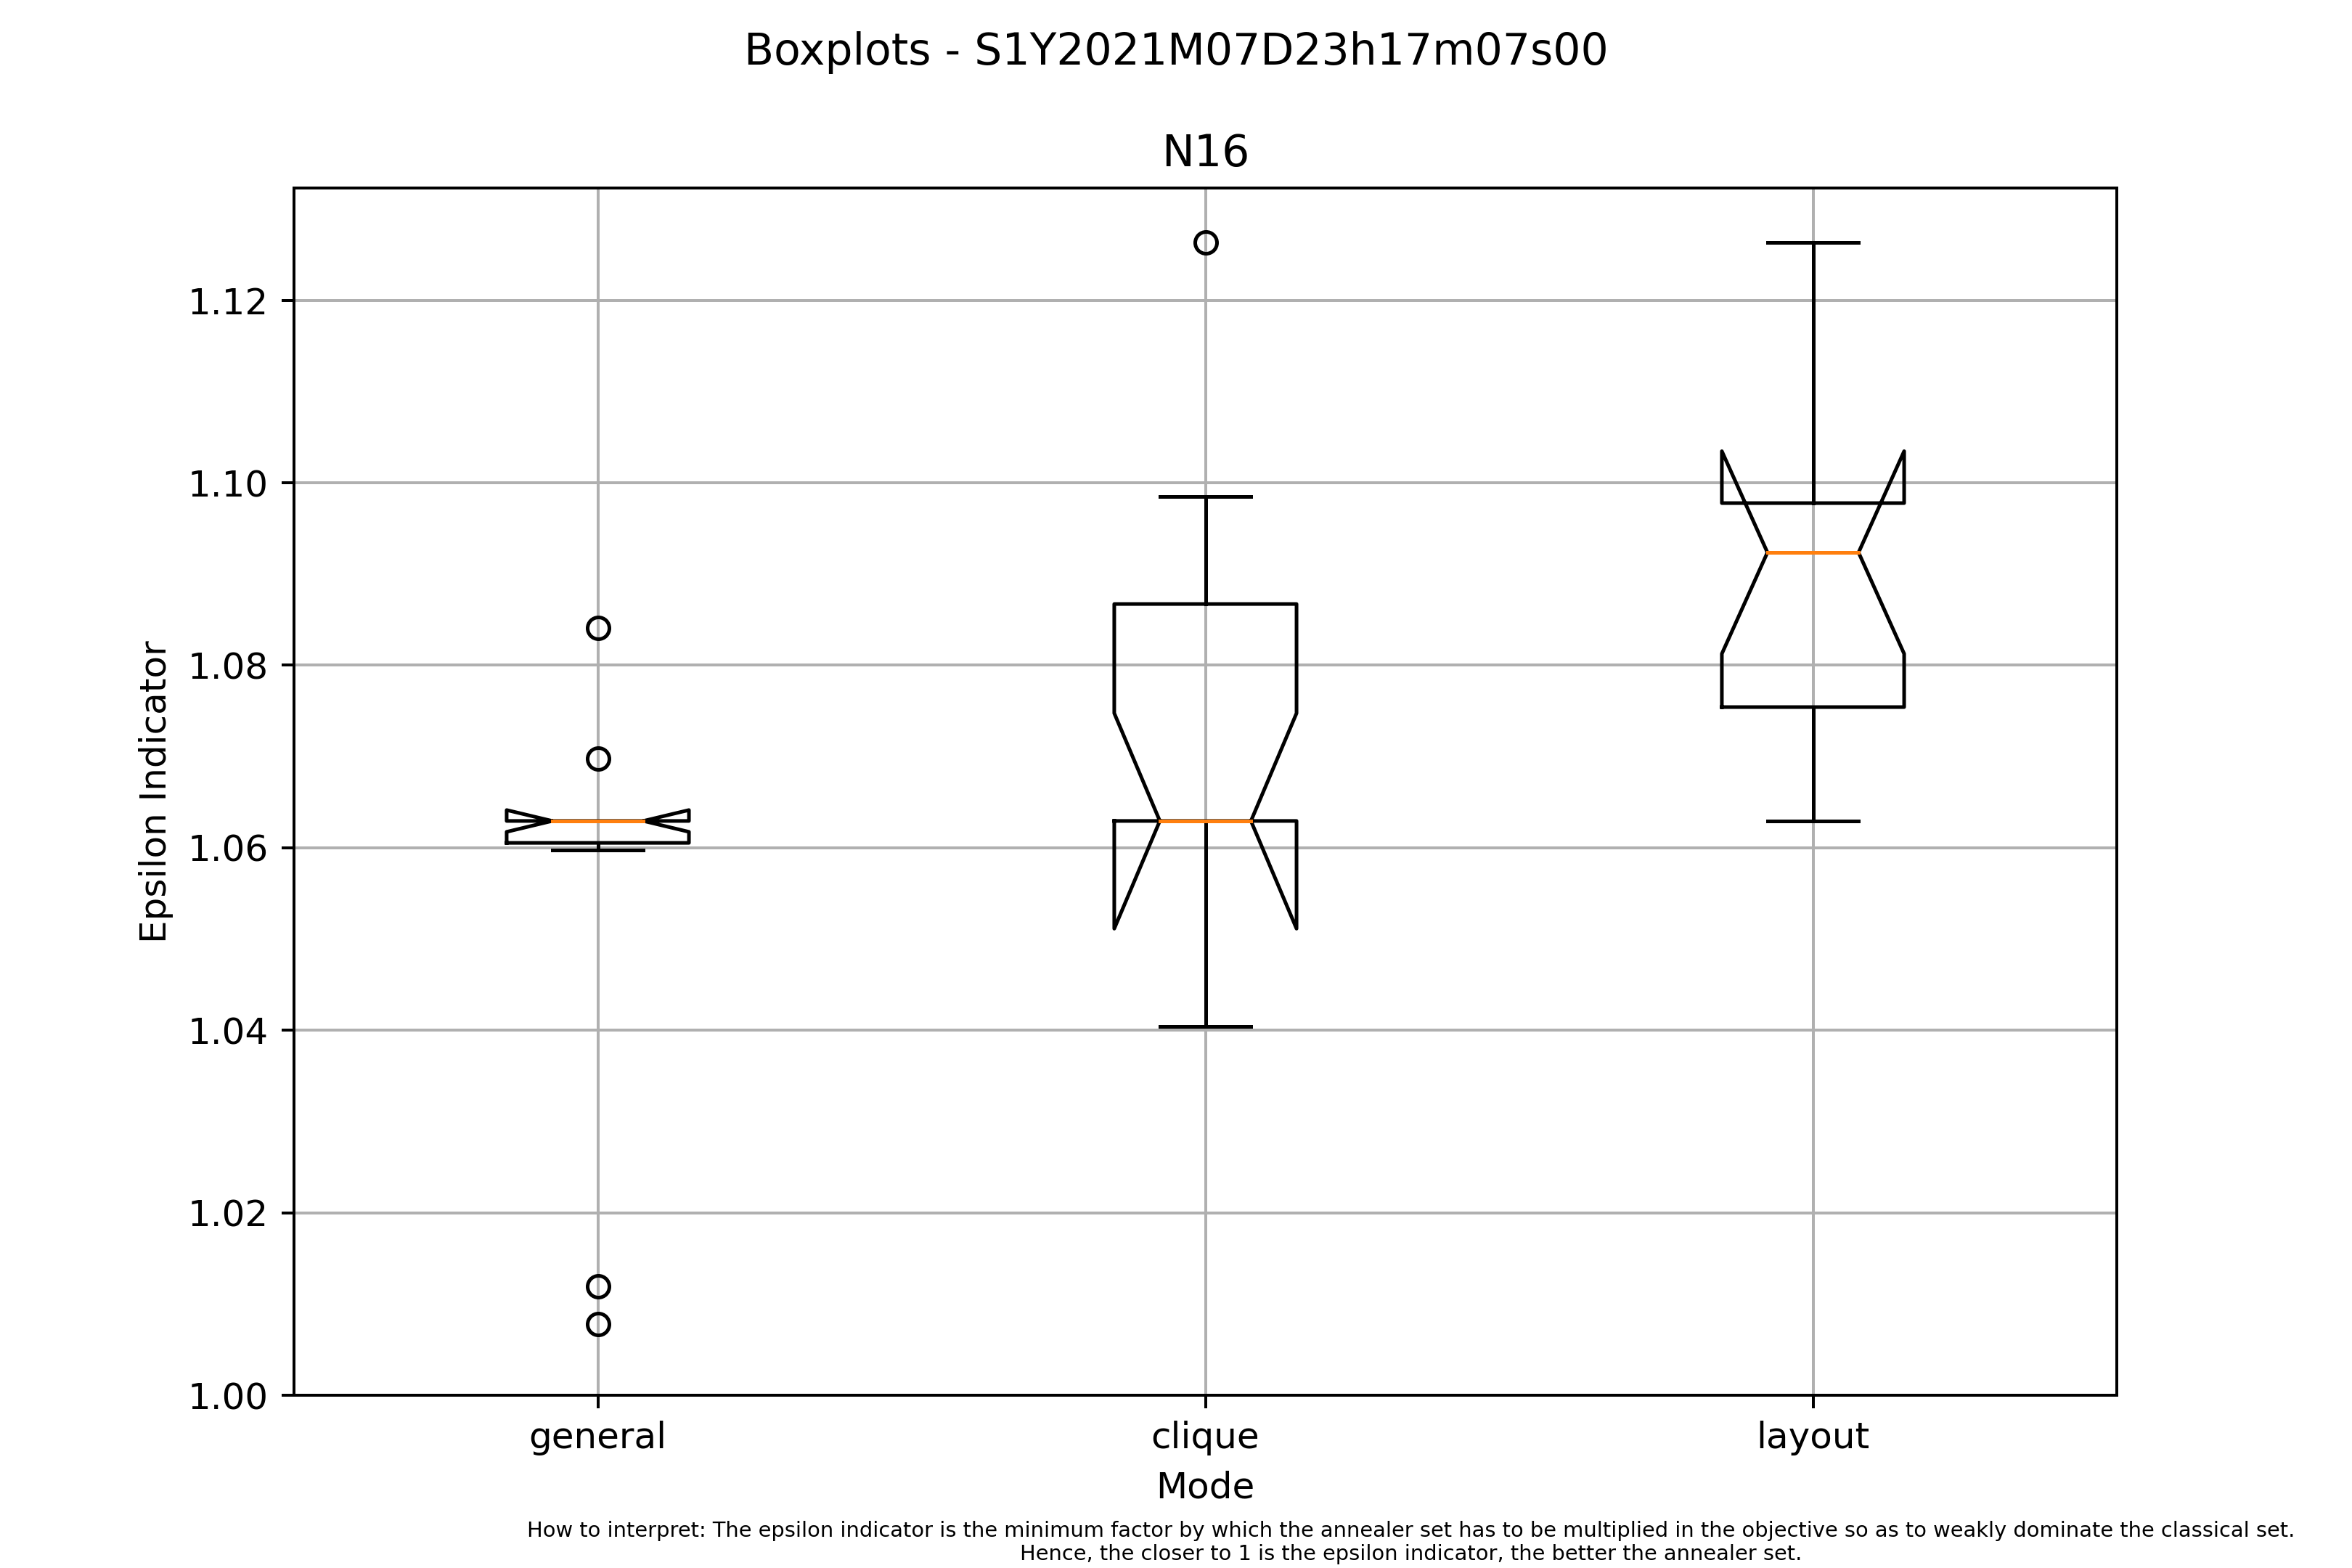 Boxplots - S1Y2021M07D23h17m07s00
N16
1.12
1.10
1.08
1.06
1.04
1.02
1.00
Epsilon Indicator
general clique layout
Mode
How to interpret: The epsilon indicator is the minimum factor by which the annealer set has to be multiplied in the objective so as to weakly dominate the classical set.
Hence, the closer to 1 is the epsilon indicator, the better the annealer set.